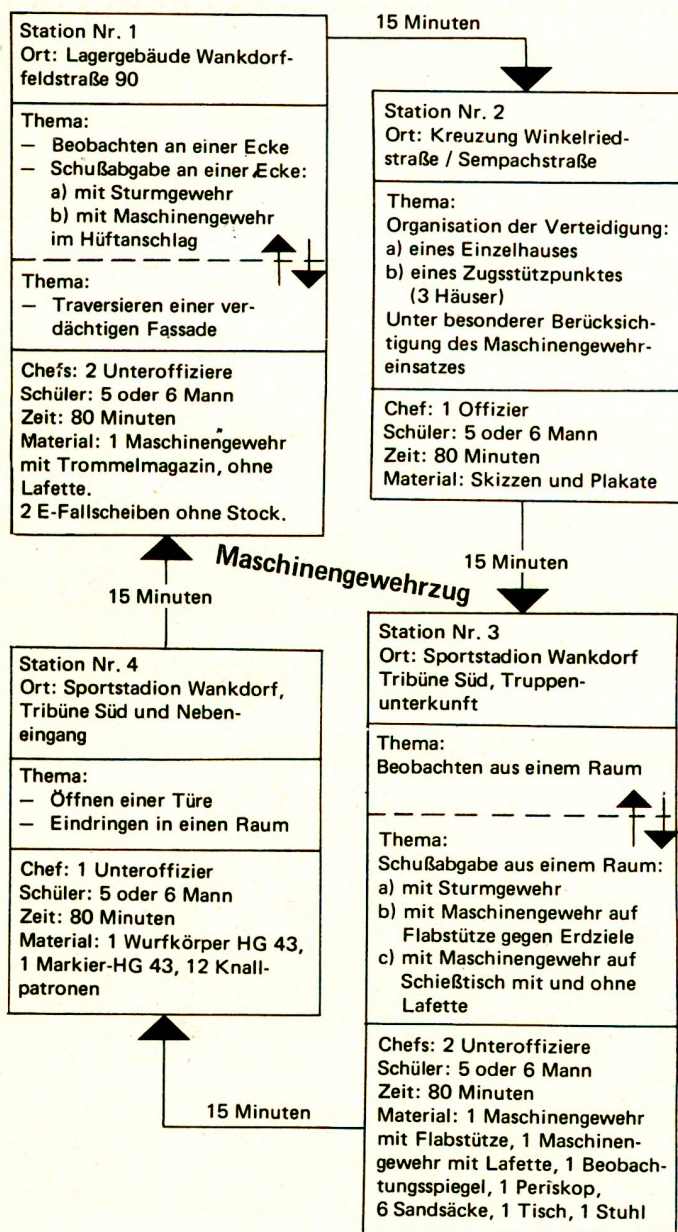 Station Nr. 1
Ort: Lagergebäude Wankdorf-
feldstraße 90
Thema:
— Beobachten an einer Ecke
— Schußabgabe an einer Ecke:
a) mit Sturmgewehr
b) mit Maschinengewehr
im Hüftanschlag
Thema:
— Traversieren einer ver-
dächtigen Fassade
Chefs: 2 Unteroffiziere
Schüler: 5 oder 6 Mann
Zeit: 80 Minuten
Material: 1 Maschinengewehr
mit Trommelmagazin, ohne
Lafette.
2 E-Fallscheiben ohne Stock.
15 Minuten
Station Nr. 2
Ort: Kreuzung Winkelried-
straße / Sempachstraße
Thema:
Organisation der Verteidigung:
a) eines Einzelhauses
b) eines Zugsstützpunktes
(3 Häuser)
Unter besonderer Berücksich-
tigung des Maschinengewehr-
einsatzes
Chef: 1 Offizier
Schüler: 5 oder 6 Mann
Zeit: 80 Minuten
Material: Skizzen und Plakate
Maschinengewehrzug
15 Minuten
Station Nr. 3
Ort: Sportstadion Wankdorf
Tribüne Süd, Truppen-
unterkunft
Thema:
Beobachten aus einem Raum
Thema:
Schußabgabe aus einem Raum:
a) mit Sturmgewehr
b) mit Maschinengewehr auf
Flabstütze gegen Erdziele
c) mit Maschinengewehr auf
Schießtisch mit und ohne
Lafette
Chefs: 2 Unteroffiziere
Schüler: 5 oder 6 Mann
Zeit: 80 Minuten
Material: 1 Maschinengewehr
mit Flabstütze, 1 Maschinen-
gewehr mit Lafette, 1 Beobach-
tungsspiegel, 1 Periskop,
6 Sandsäcke, 1 Tisch, 1 Stuhl
15 Minuten
Station Nr. 4
Ort: Sportstadion Wankdorf,
Tribüne Süd und Neben-
eingang
Thema:
— Öffnen einer Türe
— Eindringen in einen Raum
Chef: 1 Unteroffizier
Schüler: 5 oder 6 Mann
Zeit: 80 Minuten
Material: 1 Wurfkörper HG 43,
1 Markier-HG 43, 12 Knall-
patronen
15 Minuten